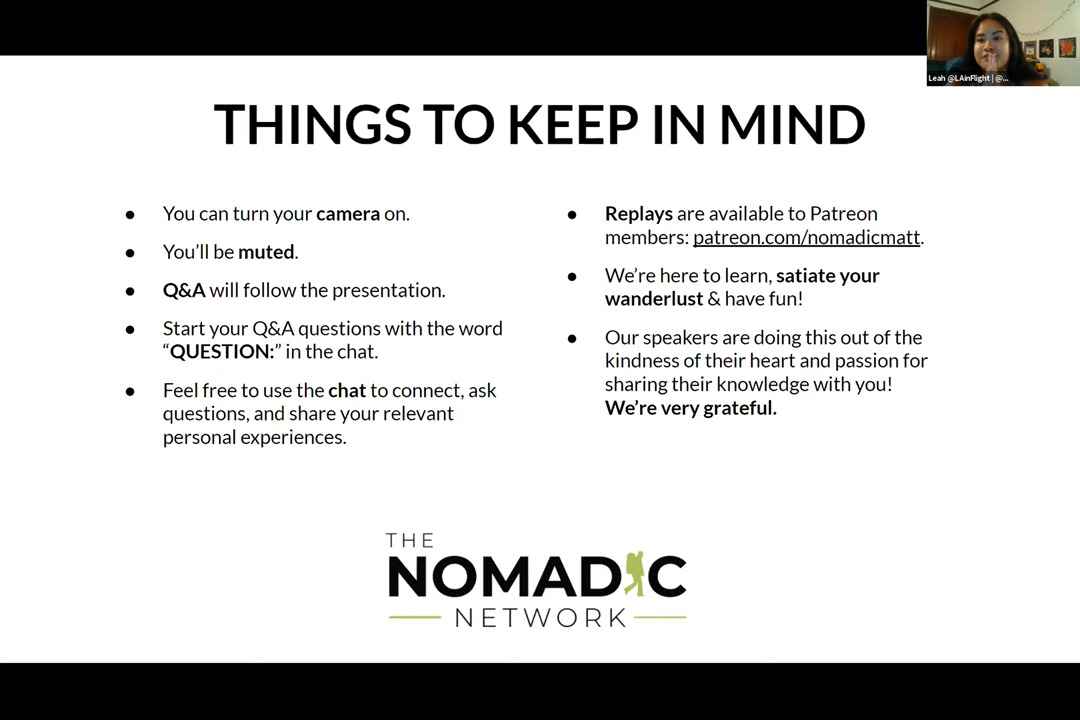 Leah @LAinFlight | @...
THINGS TO KEEP IN MIND
● You can turn your camera on.
● You’ll be muted.
● Q&A will follow the presentation.
● Start your Q&A questions with the word
“QUESTION:” in the chat.
● Feel free to use the chat to connect, ask
questions, and share your relevant
personal experiences.
● Replays are available to Patreon
members: patreon.com/nomadicmatt.
● We’re here to learn, satiate your
wanderlust & have fun!
● Our speakers are doing this out of the
kindness of their heart and passion for
sharing their knowledge with you!
We’re very grateful.
THE
NOMADIC
NETWORK